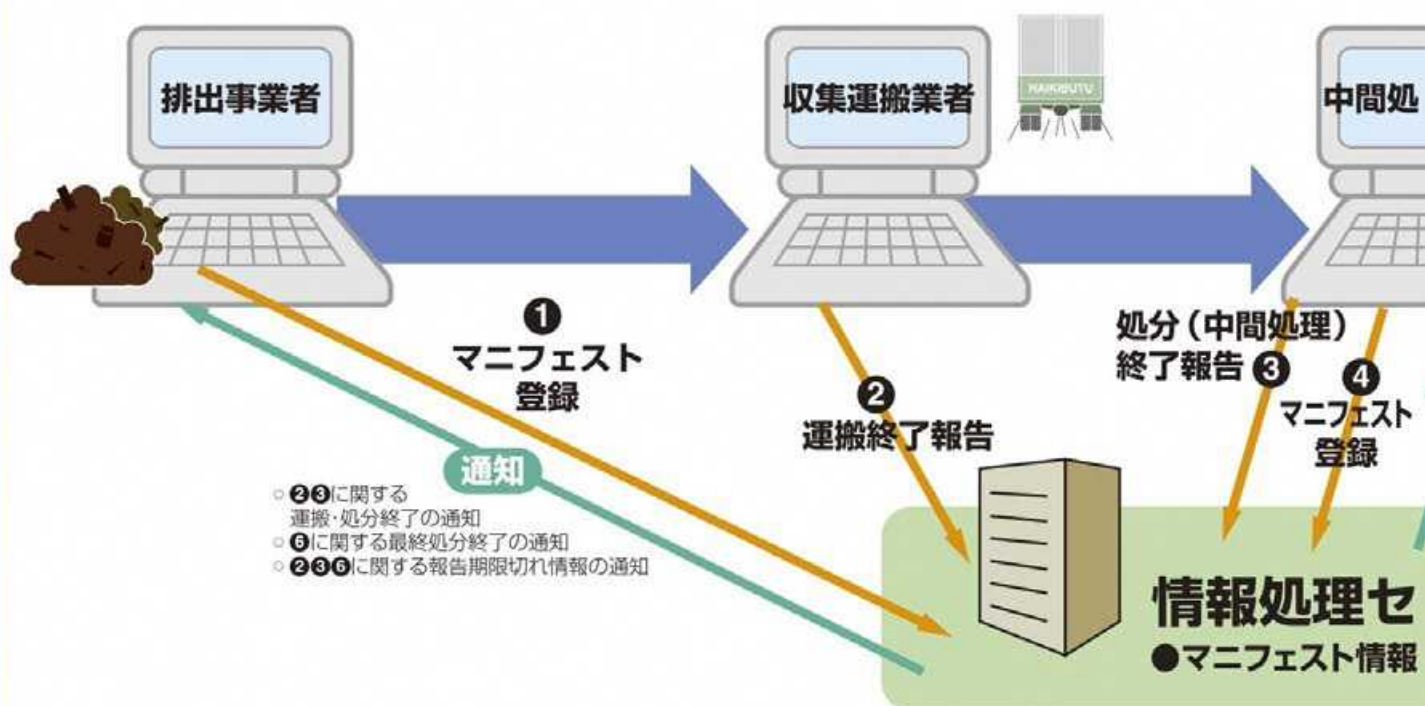 排出事業者
収集運搬業者
HAIKIBUTU
中間処
❶
マニフェスト
登録
❷
運搬終了報告
処分(中間処理)
終了報告❸
❹
マニフェスト
登録
通知
○❷❸に関する
運搬・処分終了の通知
○❻に関する最終処分終了の通知
○❷❸❻に関する報告期限切れ情報の通知
情報処理セ
●マニフェスト情報